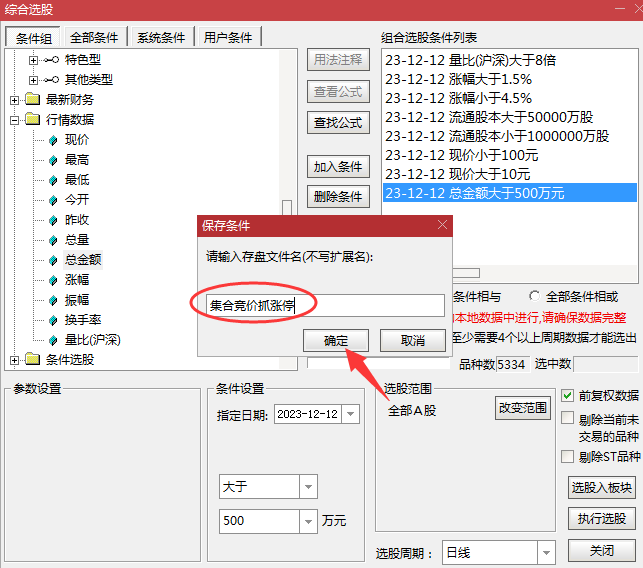 综合选股
条件组 全部条件 系统条件 用户条件
特色型
其他类型
最新财务
行情数据
现价
最高
最低
今开
昨收
总量
总金额
涨幅
振幅
换手率
量比(沪深)
条件选股
用法注释
查看公式
查找公式
加入条件
删除条件
组合选股条件列表
23-12-12 量比(沪深)大于8倍
23-12-12 涨幅大于1.5%
23-12-12 涨幅小于4.5%
23-12-12 流通股本大于50000万股
23-12-12 流通股本小于1000000万股
23-12-12 现价小于100元
23-12-12 现价大于10元
23-12-12 总金额大于500万元
保存条件
请输入存盘文件名(不写扩展名):
集合竞价抓涨停
确定 取消
条件相与 全部条件相或
本地数据中进行,请确保数据完整
至少需要4个以上周期数据才能选出
品种数 5334 选中数
参数设置
条件设置
指定日期: 2023-12-12
大于
500 万元
选股范围
全部A股 改变范围
选股周期: 日线
前复权数据
剔除当前未
交易的品种
剔除ST品种
选股入板块
执行选股
关闭